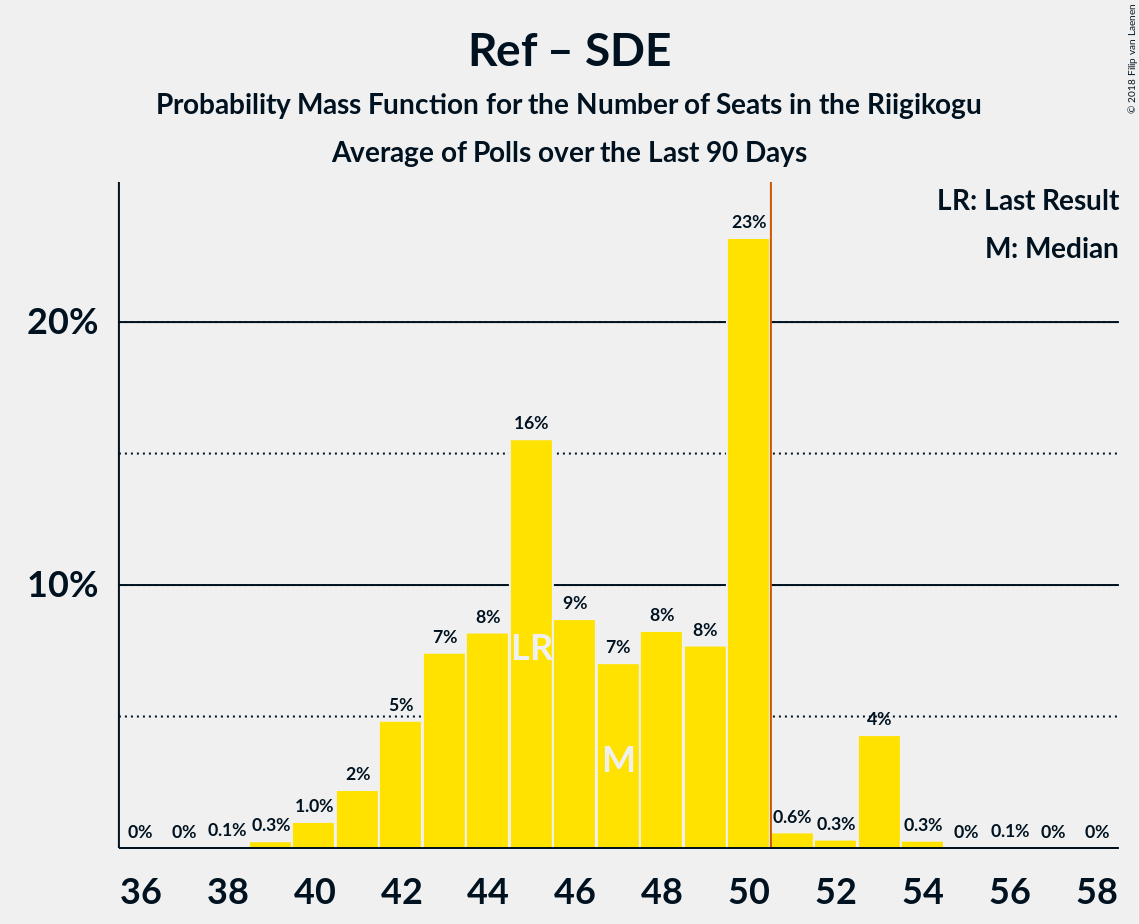 Ref – SDE
Probability Mass Function for the Number of Seats in the Riigikogu
Average of Polls over the Last 90 Days
© 2018 Filip van Laenen
LR: Last Result
M: Median
20%
10%
0% 0% 0.1% 0.3% 1.0% 2% 5% 7% 8% 16% 9% 7% 8% 8% 23% 0.6% 0.3% 4% 0.3% 0% 0.1% 0% 0%
LR
M
36 38 40 42 44 46 48 50 52 54 56 58